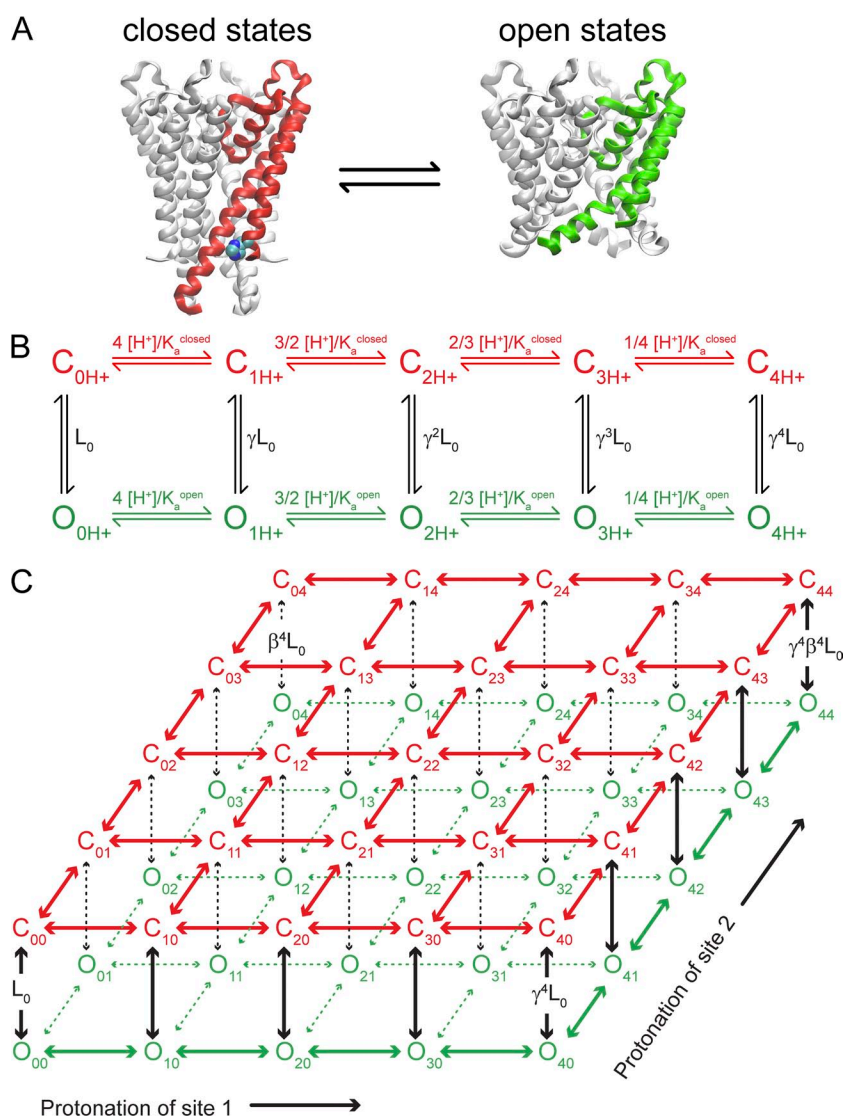 A
closed states
open states
B
4 [H+]/Ka closed
3/2 [H+]/Ka closed
2/3 [H+]/Ka closed
1/4 [H+]/Ka closed
C0H+
C1H+
C2H+
C3H+
C4H+
L0
γL0
γ²L0
γ³L0
γ⁴L0
4 [H+]/Ka open
3/2 [H+]/Ka open
2/3 [H+]/Ka open
1/4 [H+]/Ka open
O0H+
O1H+
O2H+
O3H+
O4H+
C
C04 C14 C24 C34 C44
β⁴L0
γ⁴β⁴L0
C03 C13 C23 C33 C43
O04 O14 O24 O34 O44
C02 C12 C22 C32 C42
O03 O13 O23 O33 O43
C01 C11 C21 C31 C41
O02 O12 O22 O32 O42
C00 C10 C20 C30 C40
O01 O11 O21 O31 O41
L0
γ⁴L0
O00 O10 O20 O30 O40
Protonation of site 2
Protonation of site 1